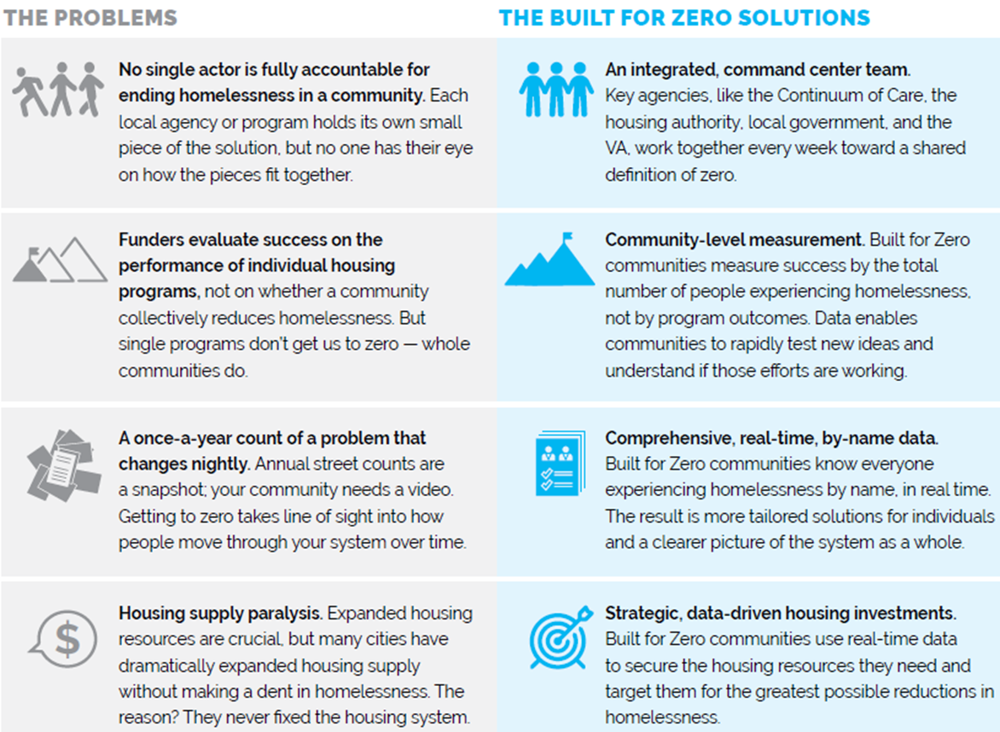 THE PROBLEMS
THE BUILT FOR ZERO SOLUTIONS
No single actor is fully accountable for
ending homelessness in a community. Each
local agency or program holds its own small
piece of the solution, but no one has their eye
on how the pieces fit together.
An integrated, command center team.
Key agencies, like the Continuum of Care, the
housing authority, local government, and the
VA, work together every week toward a shared
definition of zero.
Funders evaluate success on the
performance of individual housing
programs, not on whether a community
collectively reduces homelessness. But
single programs don't get us to zero — whole
communities do.
Community-level measurement. Built for Zero
communities measure success by the total
number of people experiencing homelessness,
not by program outcomes. Data enables
communities to rapidly test new ideas and
understand if those efforts are working.
A once-a-year count of a problem that
changes nightly. Annual street counts are
a snapshot; your community needs a video.
Getting to zero takes line of sight into how
people move through your system over time.
Comprehensive, real-time, by-name data.
Built for Zero communities know everyone
experiencing homelessness by name, in real time.
The result is more tailored solutions for individuals
and a clearer picture of the system as a whole.
$
Housing supply paralysis. Expanded housing
resources are crucial, but many cities have
dramatically expanded housing supply
without making a dent in homelessness. The
reason? They never fixed the housing system.
Strategic, data-driven housing investments.
Built for Zero communities use real-time data
to secure the housing resources they need and
target them for the greatest possible reductions in
homelessness.